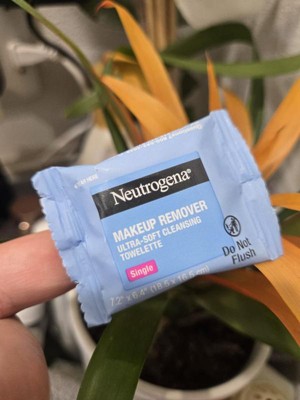 Neutrogena®
MAKEUP REMOVER
ULTRA-SOFT CLEANSING
TOWELETTE
Single
Do Not
Flush